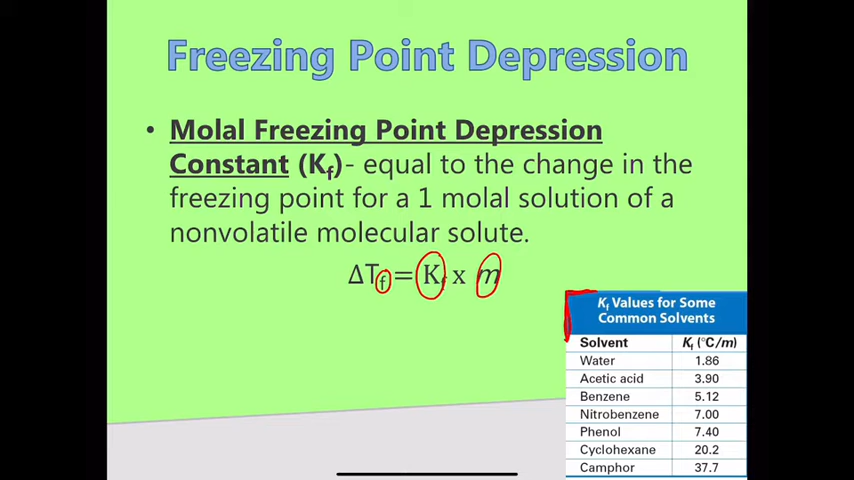 Freezing Point Depression
• Molal Freezing Point Depression
Constant (Kf)- equal to the change in the
freezing point for a 1 molal solution of a
nonvolatile molecular solute.
ΔTf = Kf x m
Kf Values for Some
Common Solvents
Solvent Kf (°C/m)
Water 1.86
Acetic acid 3.90
Benzene 5.12
Nitrobenzene 7.00
Phenol 7.40
Cyclohexane 20.2
Camphor 37.7